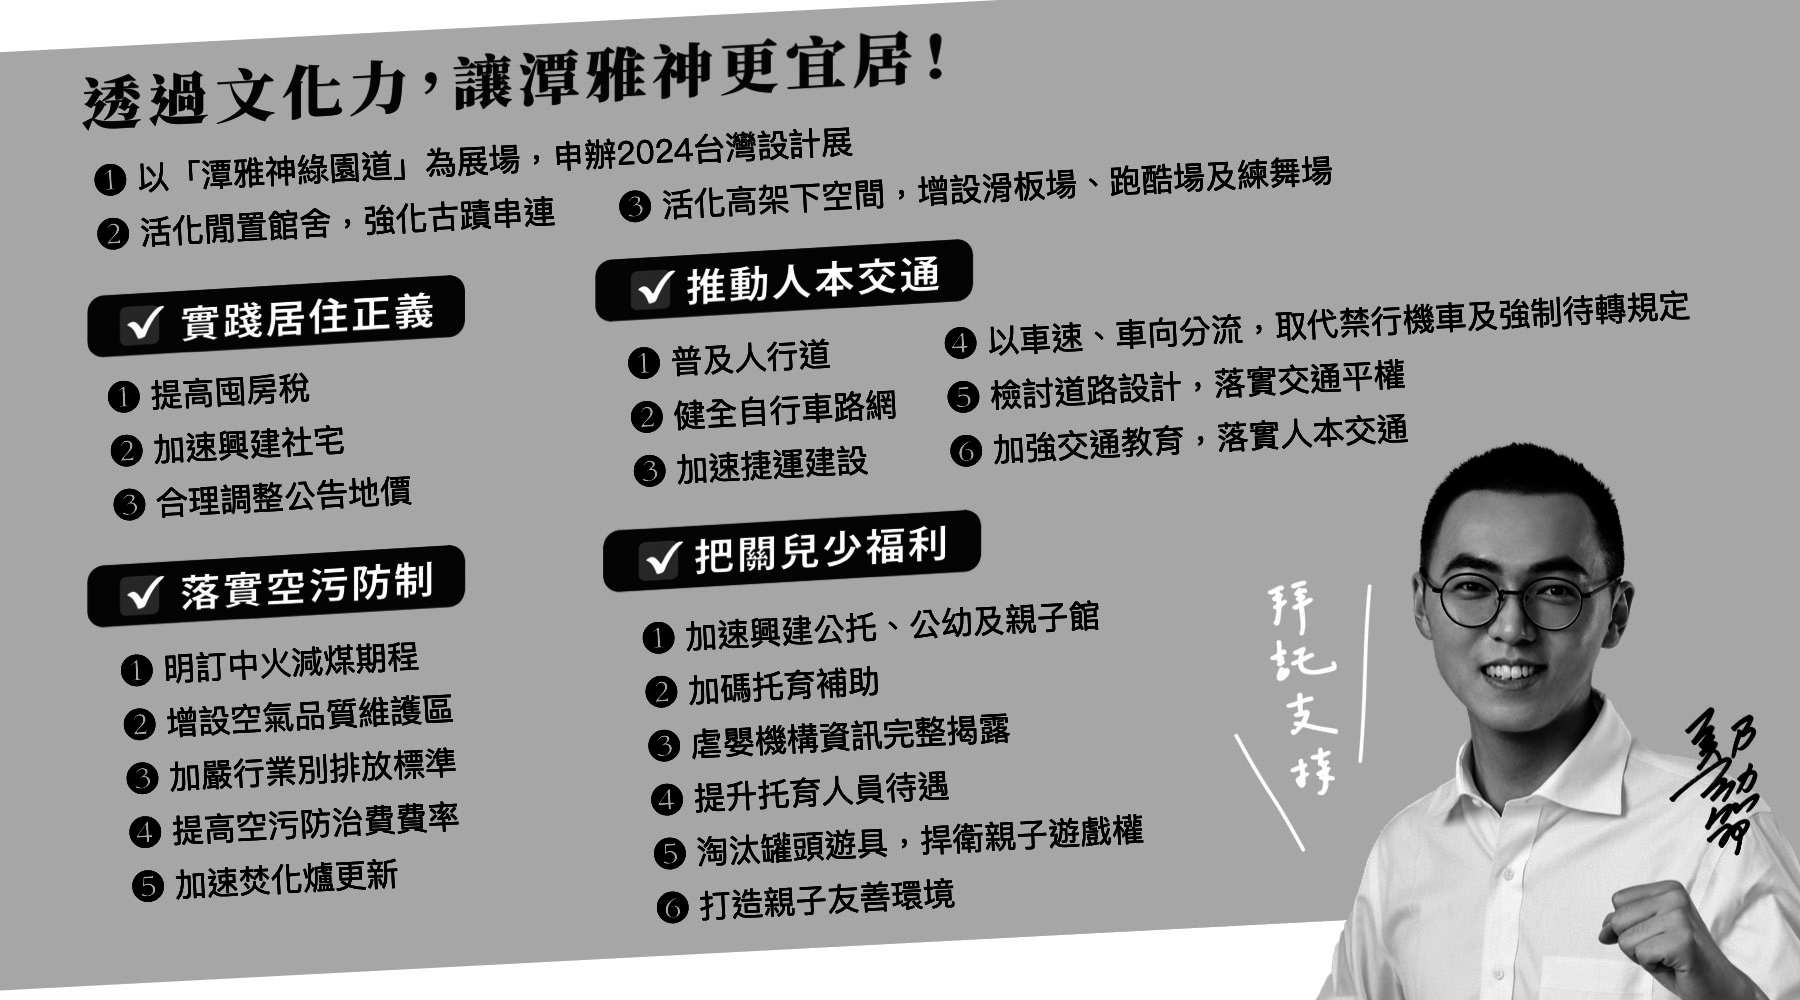 透過文化力，讓潭雅神更宜居！
❶ 以「潭雅神綠園道」為展場，申辦2024台灣設計展
❷ 活化閒置館舍，強化古蹟串連
❸ 活化高架下空間，增設滑板場、跑酷場及練舞場
✓ 實踐居住正義
❶ 提高囤房稅
❷ 加速興建社宅
❸ 合理調整公告地價
✓ 推動人本交通
❶ 普及人行道
❷ 健全自行車路網
❸ 加速捷運建設
❹ 以車速、車向分流，取代禁行機車及強制待轉規定
❺ 檢討道路設計，落實交通平權
❻ 加強交通教育，落實人本交通
✓ 落實空污防制
❶ 明訂中火減煤期程
❷ 增設空氣品質維護區
❸ 加嚴行業別排放標準
❹ 提高空污防治費費率
❺ 加速焚化爐更新
✓ 把關兒少福利
❶ 加速興建公托、公幼及親子館
❷ 加碼托育補助
❸ 虐嬰機構資訊完整揭露
❹ 提升托育人員待遇
❺ 淘汰罐頭遊具，捍衛親子遊戲權
❻ 打造親子友善環境
拜託支持